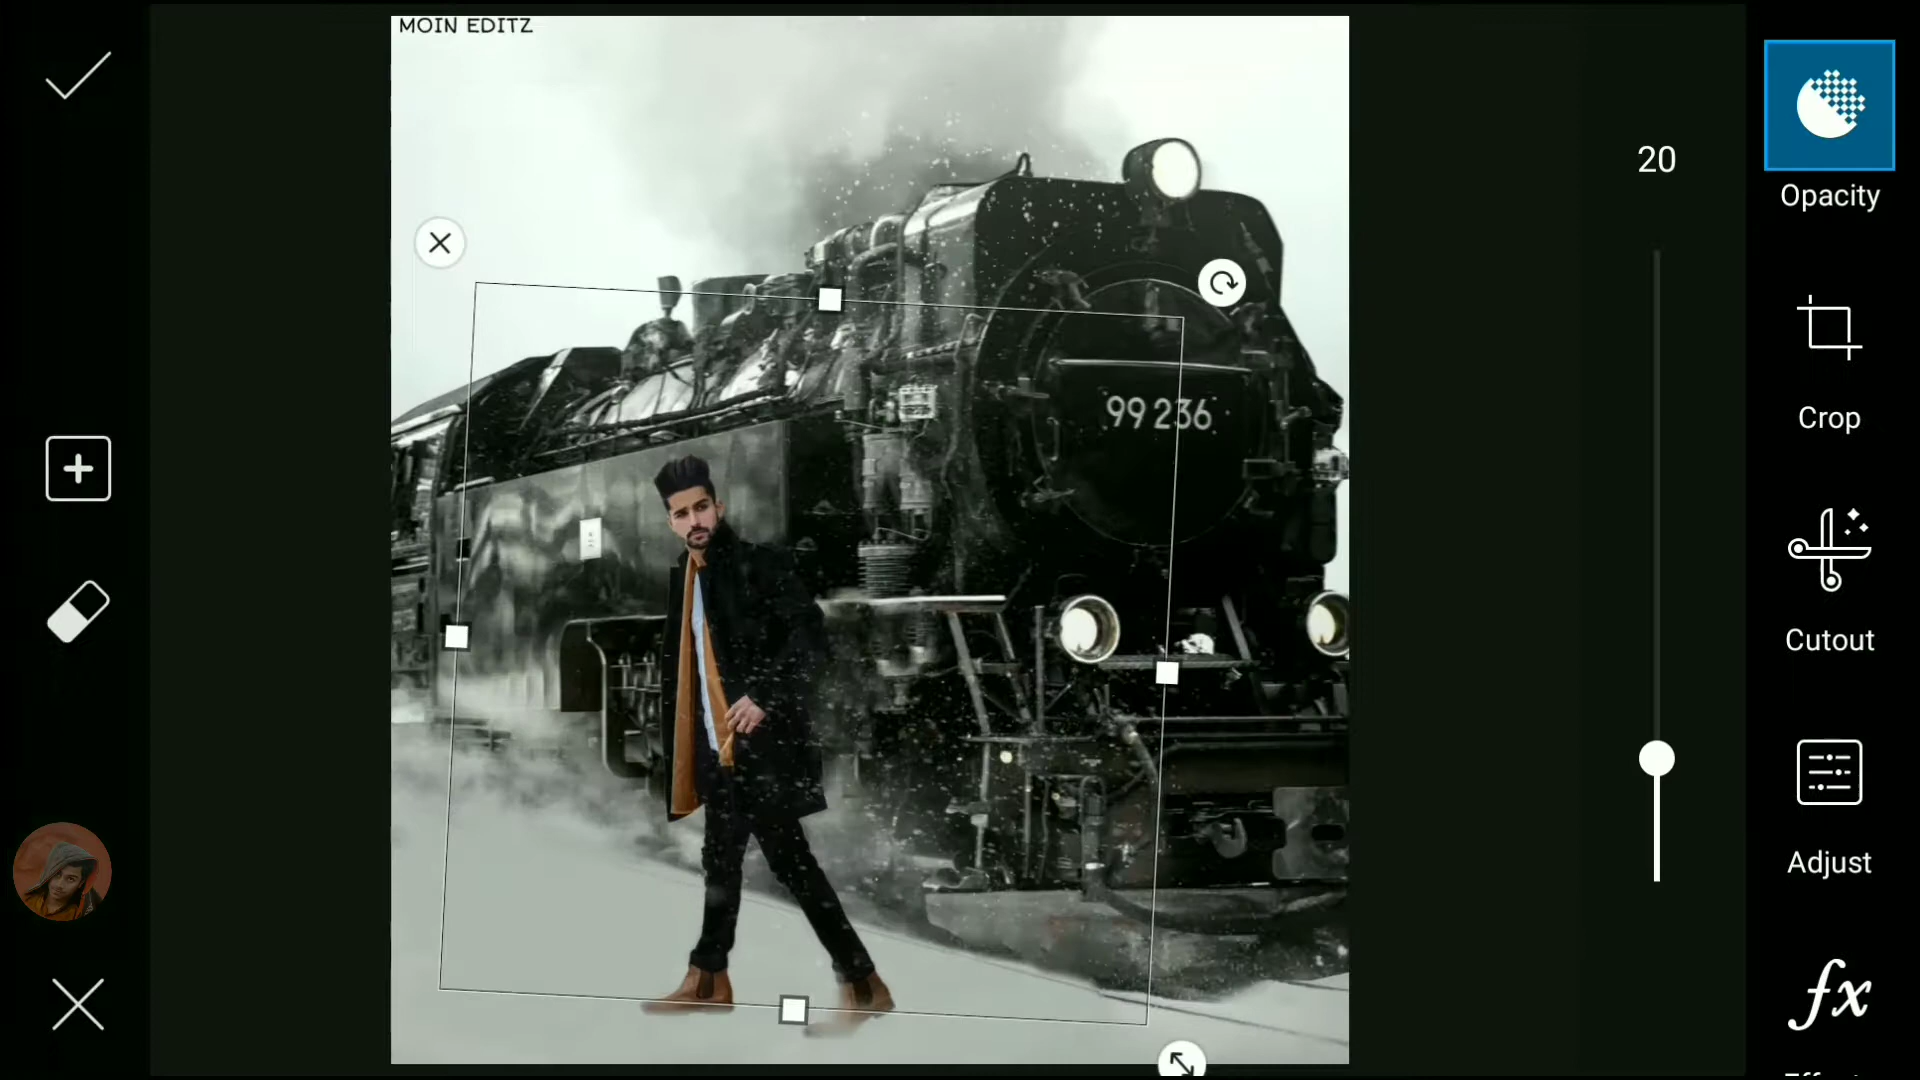 MOIN EDITZ
20
Opacity
99 236
Crop
Cutout
Adjust
fx